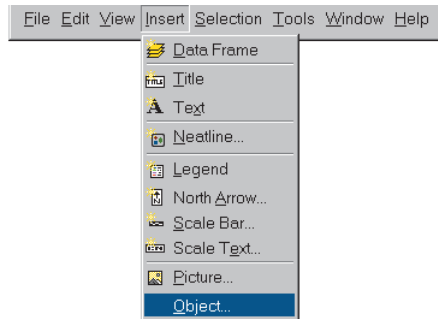 File Edit View Insert Selection Tools Window Help
Data Frame
Title
Text
Neatline...
Legend
North Arrow...
Scale Bar...
Scale Text...
Picture...
Object...